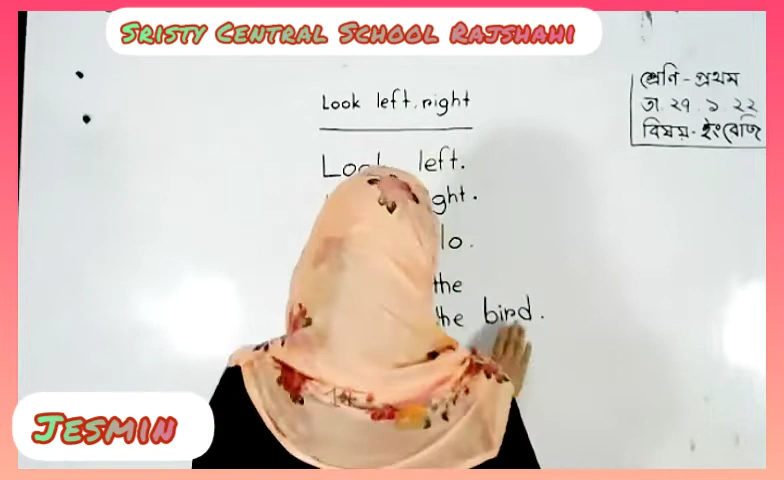 Sristy Central School Rajshahi
Look left, right
Look left.
ght.
lo.
the
the bird.
শ্রেণি - প্রথম
তা. ২৭. ১. ২২
বিষয় - ইংরেজি
Jesmin